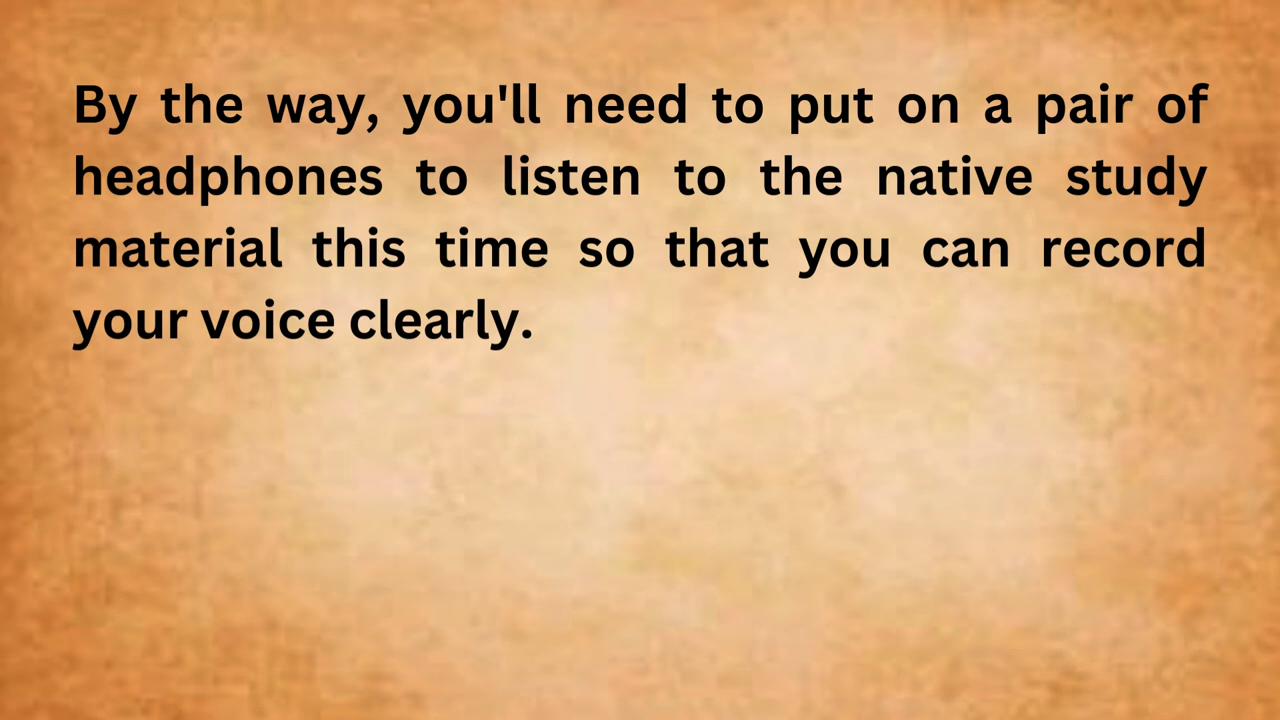 By the way, you'll need to put on a pair of
headphones to listen to the native study
material this time so that you can record
your voice clearly.